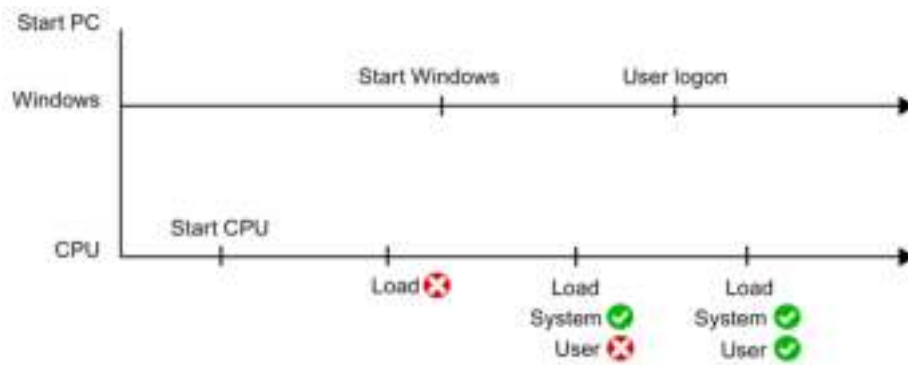 Start PC
Start Windows
User logon
Windows
Start CPU
CPU
Load
Load
Load
System
System
User
User